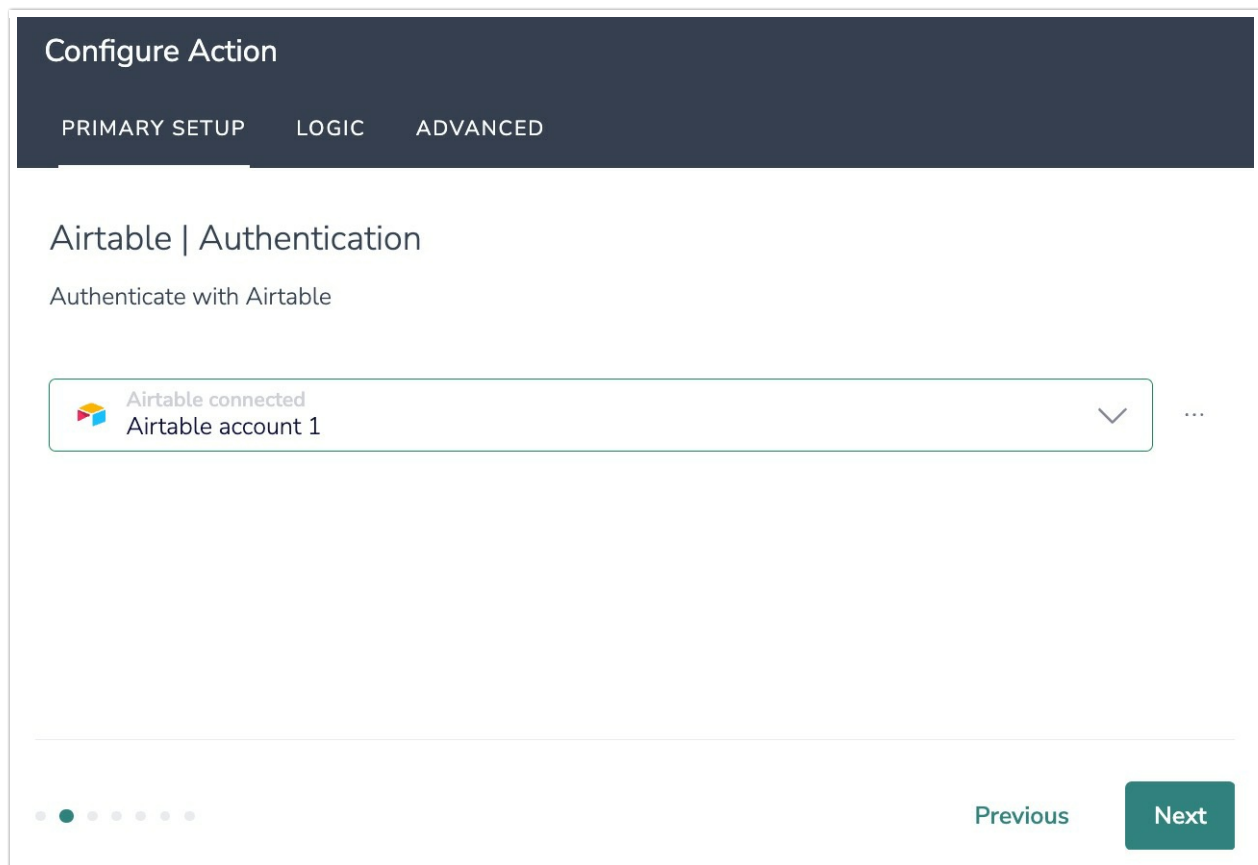 Configure Action
PRIMARY SETUP LOGIC ADVANCED
Airtable | Authentication
Authenticate with Airtable
Airtable connected
Airtable account 1
...
Previous Next